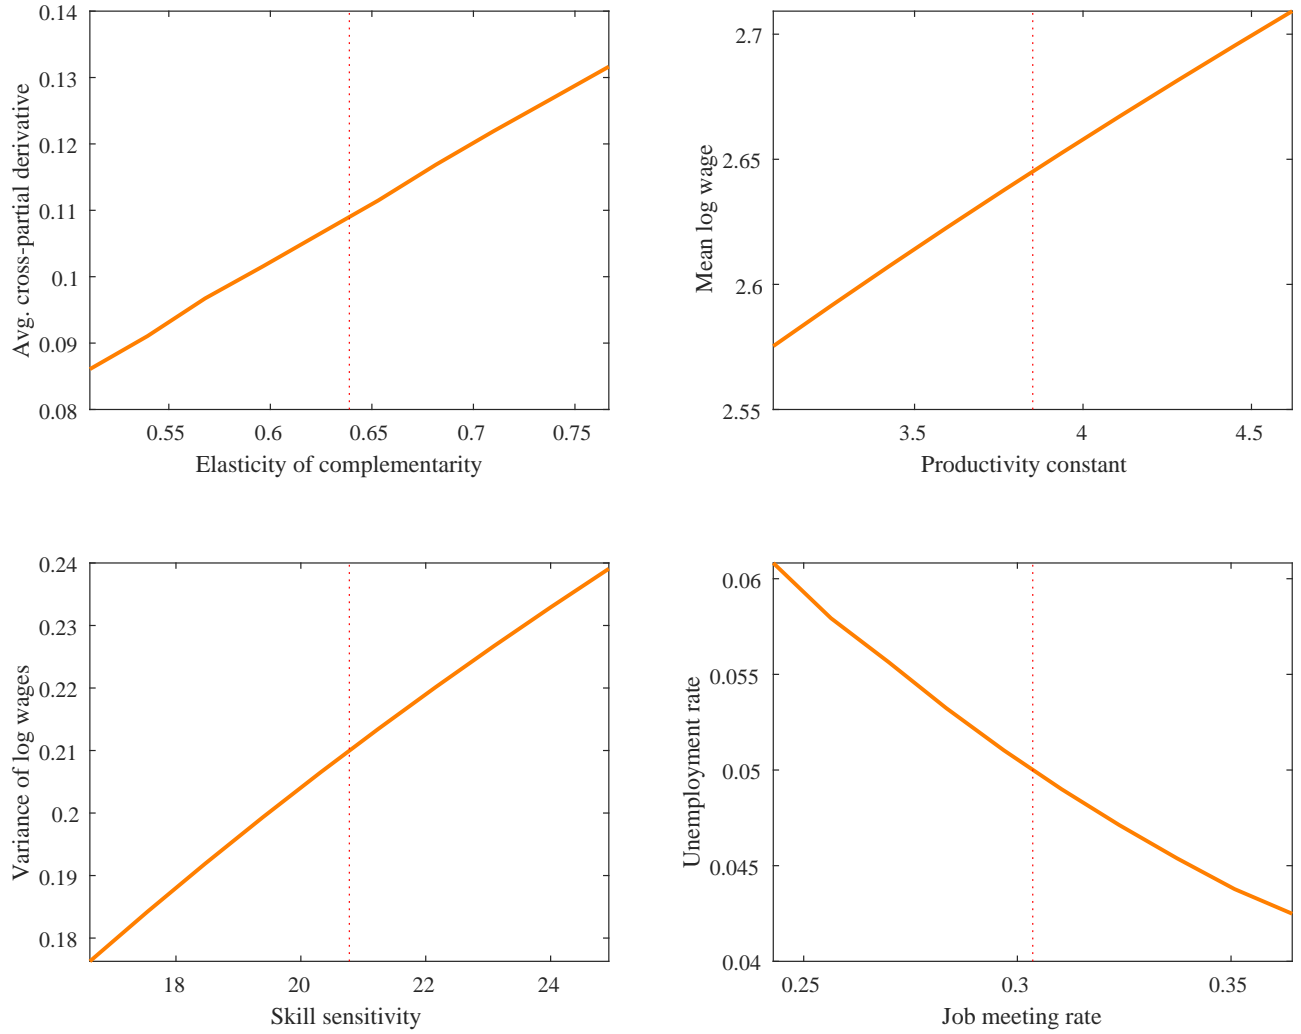 0.14
0.13
0.12
0.11
0.1
0.09
0.08
Avg. cross-partial derivative
0.55 0.6 0.65 0.7 0.75
Elasticity of complementarity
2.7
2.65
2.6
2.55
Mean log wage
3.5 4 4.5
Productivity constant
0.24
0.23
0.22
0.21
0.2
0.19
0.18
Variance of log wages
18 20 22 24
Skill sensitivity
0.06
0.055
0.05
0.045
0.04
Unemployment rate
0.25 0.3 0.35
Job meeting rate